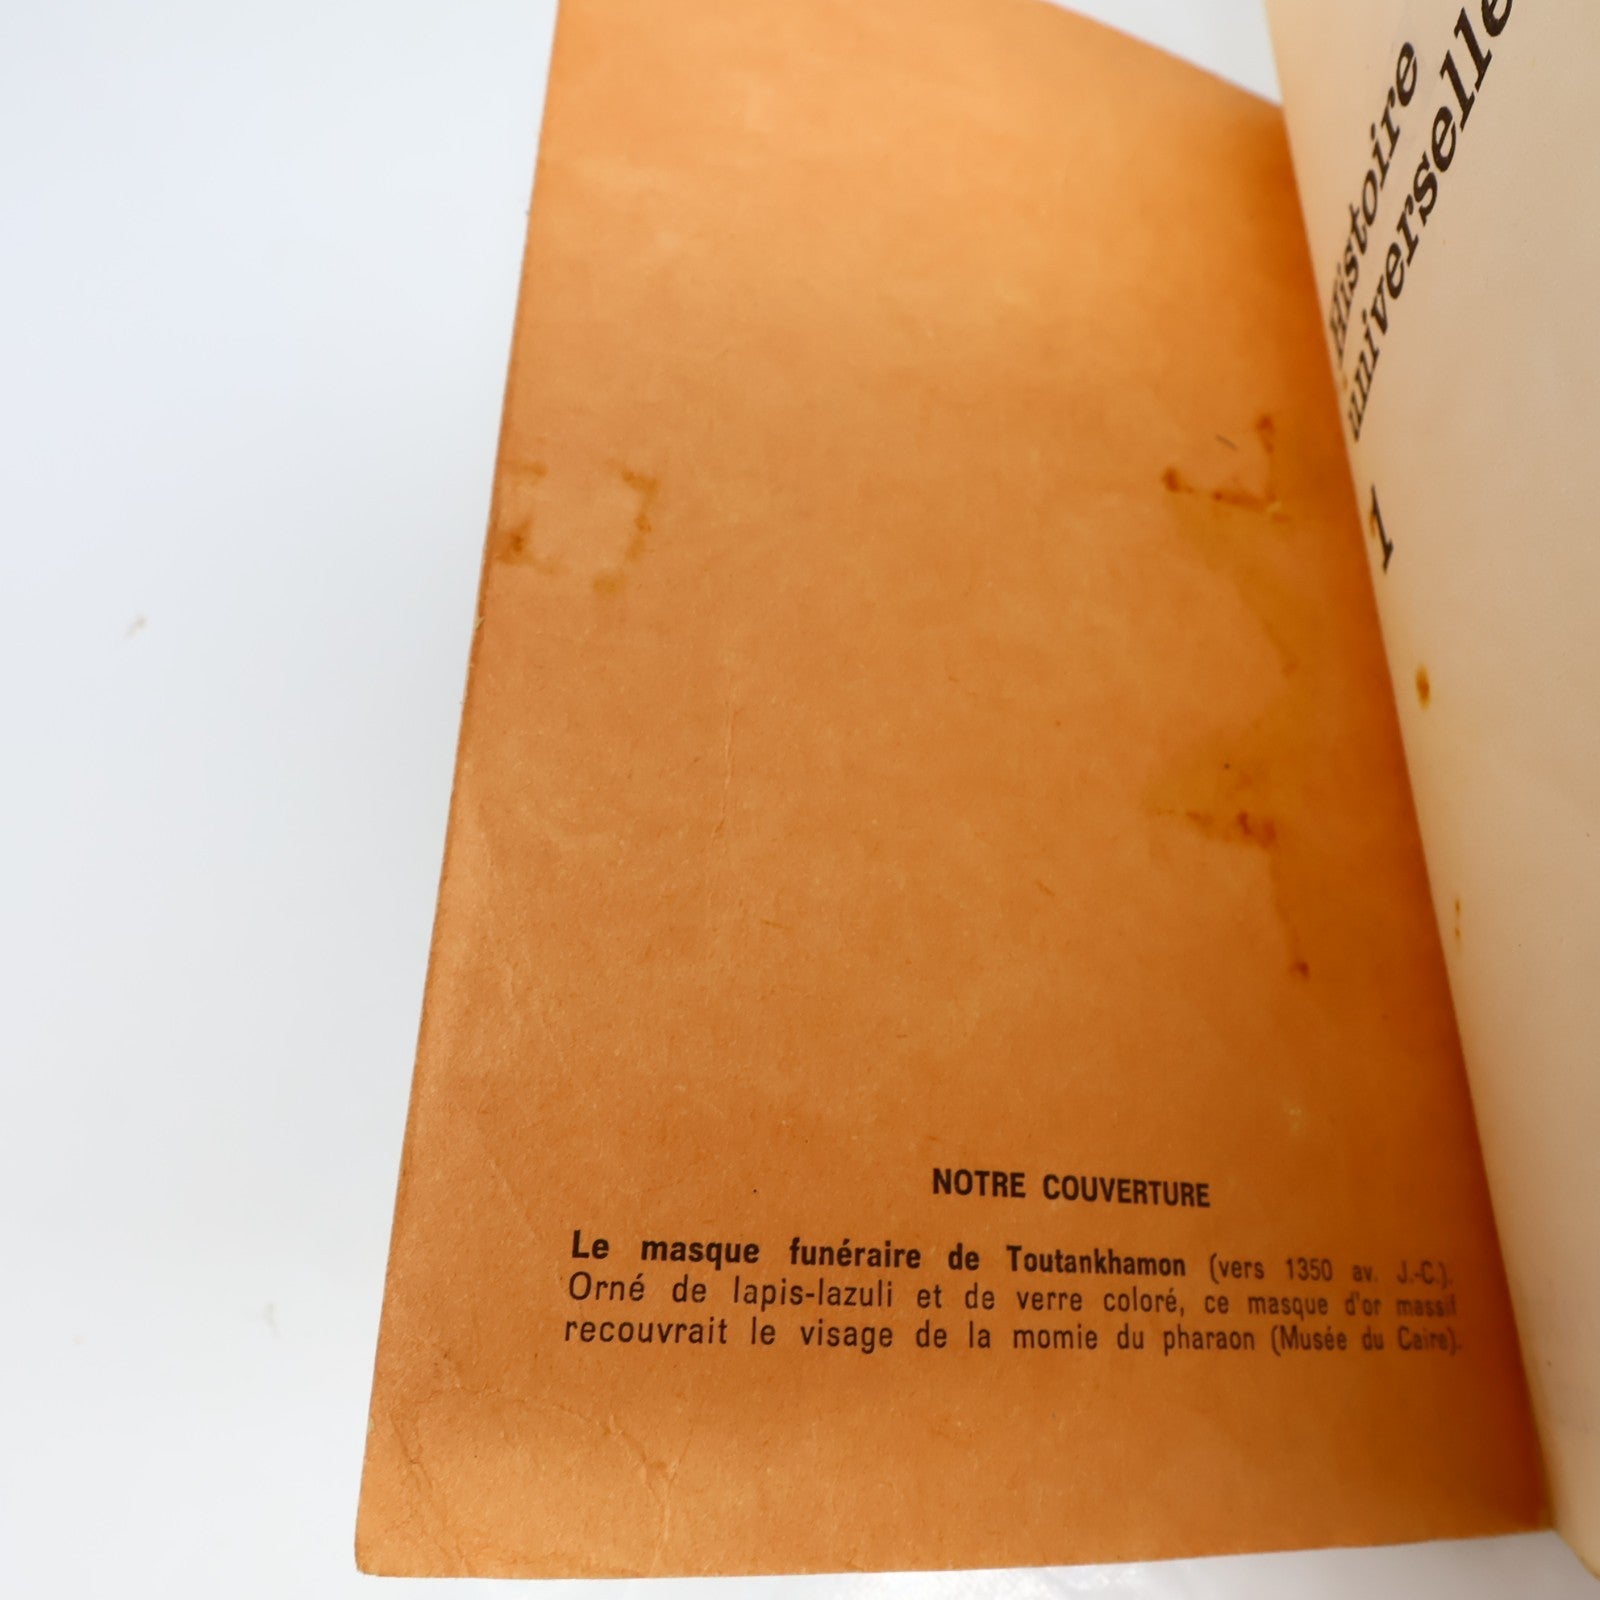 NOTRE COUVERTURE
Le masque funéraire de Toutankhamon (vers 1350 av. J.-C.).
Orné de lapis-lazuli et de verre coloré, ce masque d'or massif
recouvrait le visage de la momie du pharaon (Musée du Caire).
Histoire
universelle
1